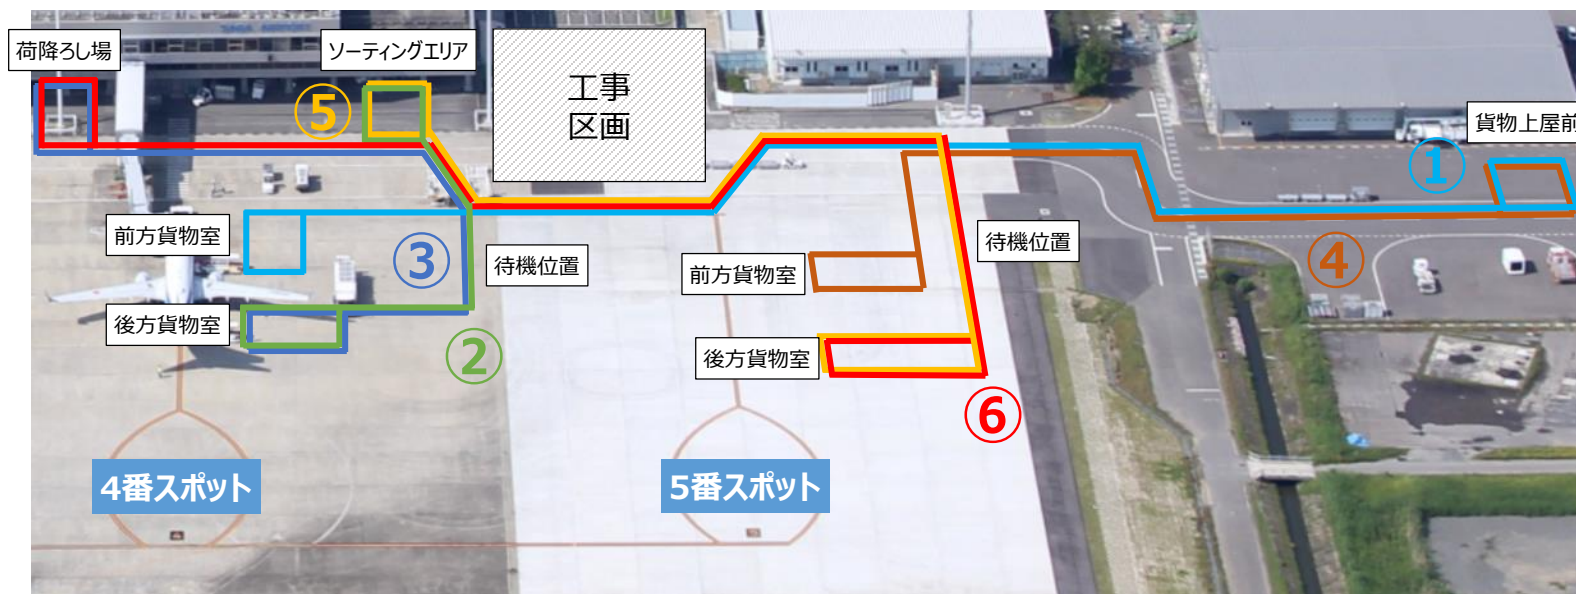 荷降ろし場
ソーティングエリア
⑤
工事
区画
貨物上屋前
①
前方貨物室
③
待機位置
待機位置
④
前方貨物室
後方貨物室
②
後方貨物室
⑥
4番スポット
5番スポット